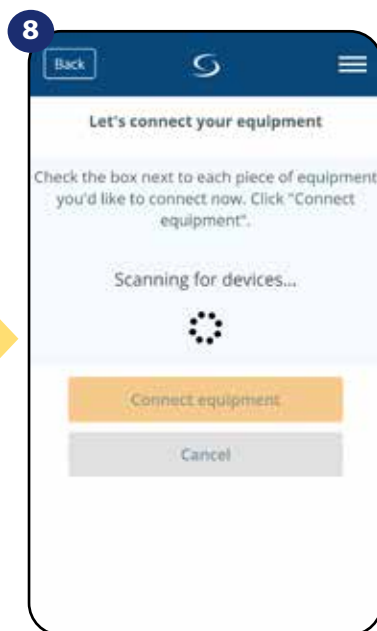 8
Back
Let's connect your equipment
Check the box next to each piece of equipment
you'd like to connect now. Click "Connect
equipment".
Scanning for devices...
Connect equipment
Cancel